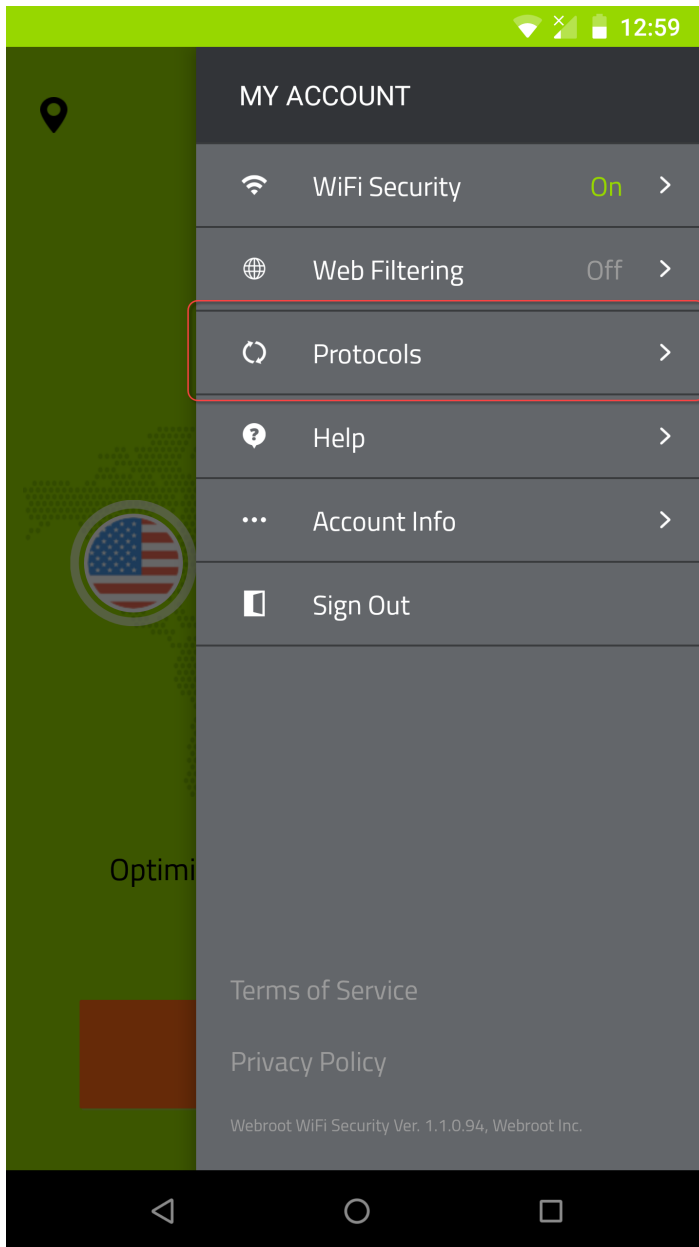 12:59
MY ACCOUNT
WiFi Security On
Web Filtering Off
Protocols
Help
Account Info
Sign Out
Optimi
Terms of Service
Privacy Policy
Webroot WiFi Security Ver. 1.1.0.94, Webroot Inc.